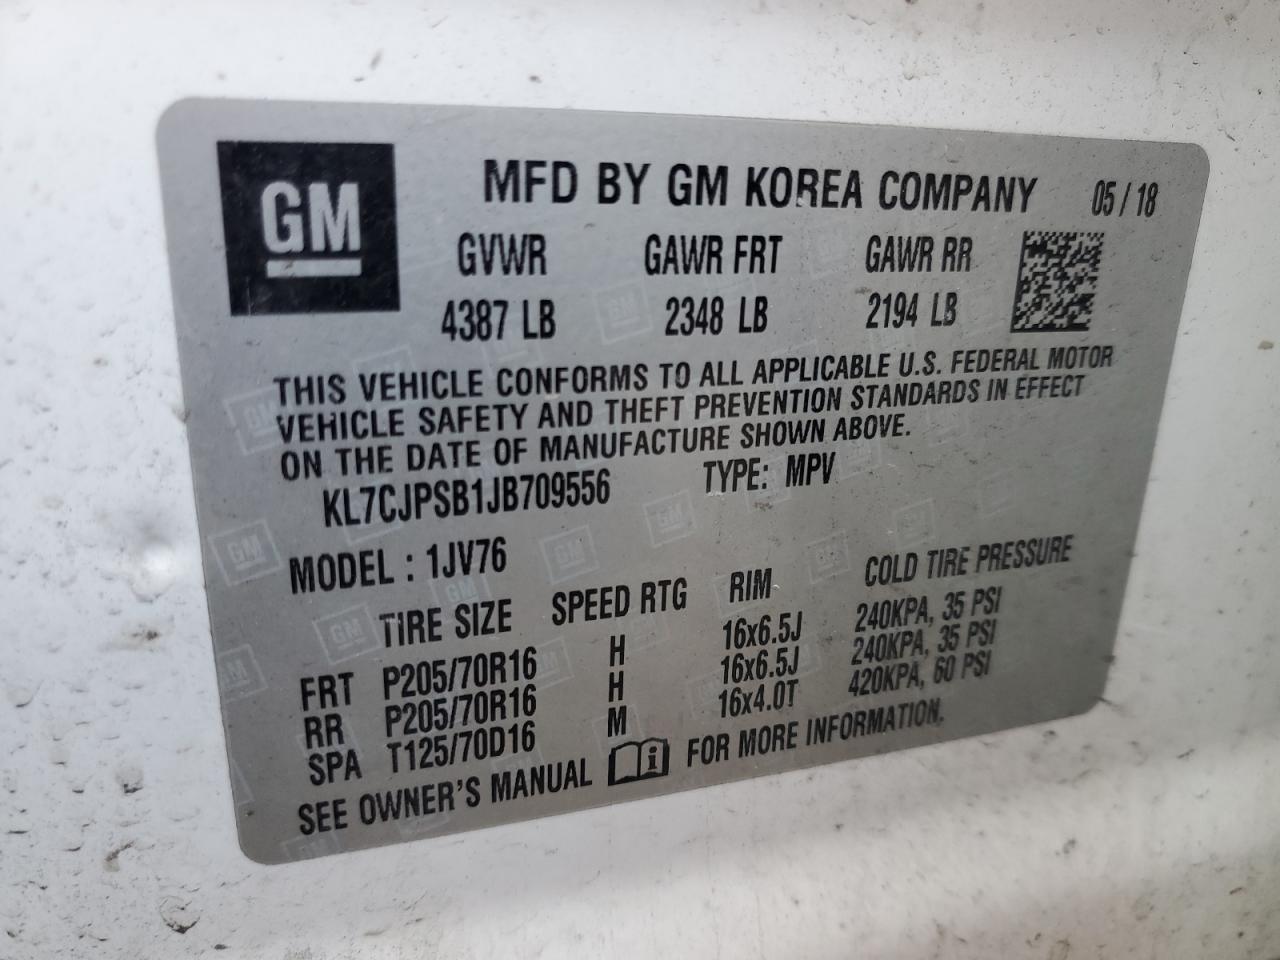 GM
MFD BY GM KOREA COMPANY 05 / 18
GVWR GAWR FRT GAWR RR
4387 LB 2348 LB 2194 LB
THIS VEHICLE CONFORMS TO ALL APPLICABLE U.S. FEDERAL MOTOR
VEHICLE SAFETY AND THEFT PREVENTION STANDARDS IN EFFECT
ON THE DATE OF MANUFACTURE SHOWN ABOVE.
KL7CJPSB1JB709556 TYPE: MPV
MODEL : 1JV76
TIRE SIZE SPEED RTG RIM COLD TIRE PRESSURE
FRT P205/70R16 H 16x6.5J 240KPA, 35 PSI
RR P205/70R16 H 16x6.5J 240KPA, 35 PSI
SPA T125/70D16 M 16x4.0T 420KPA, 60 PSI
SEE OWNER'S MANUAL i FOR MORE INFORMATION.